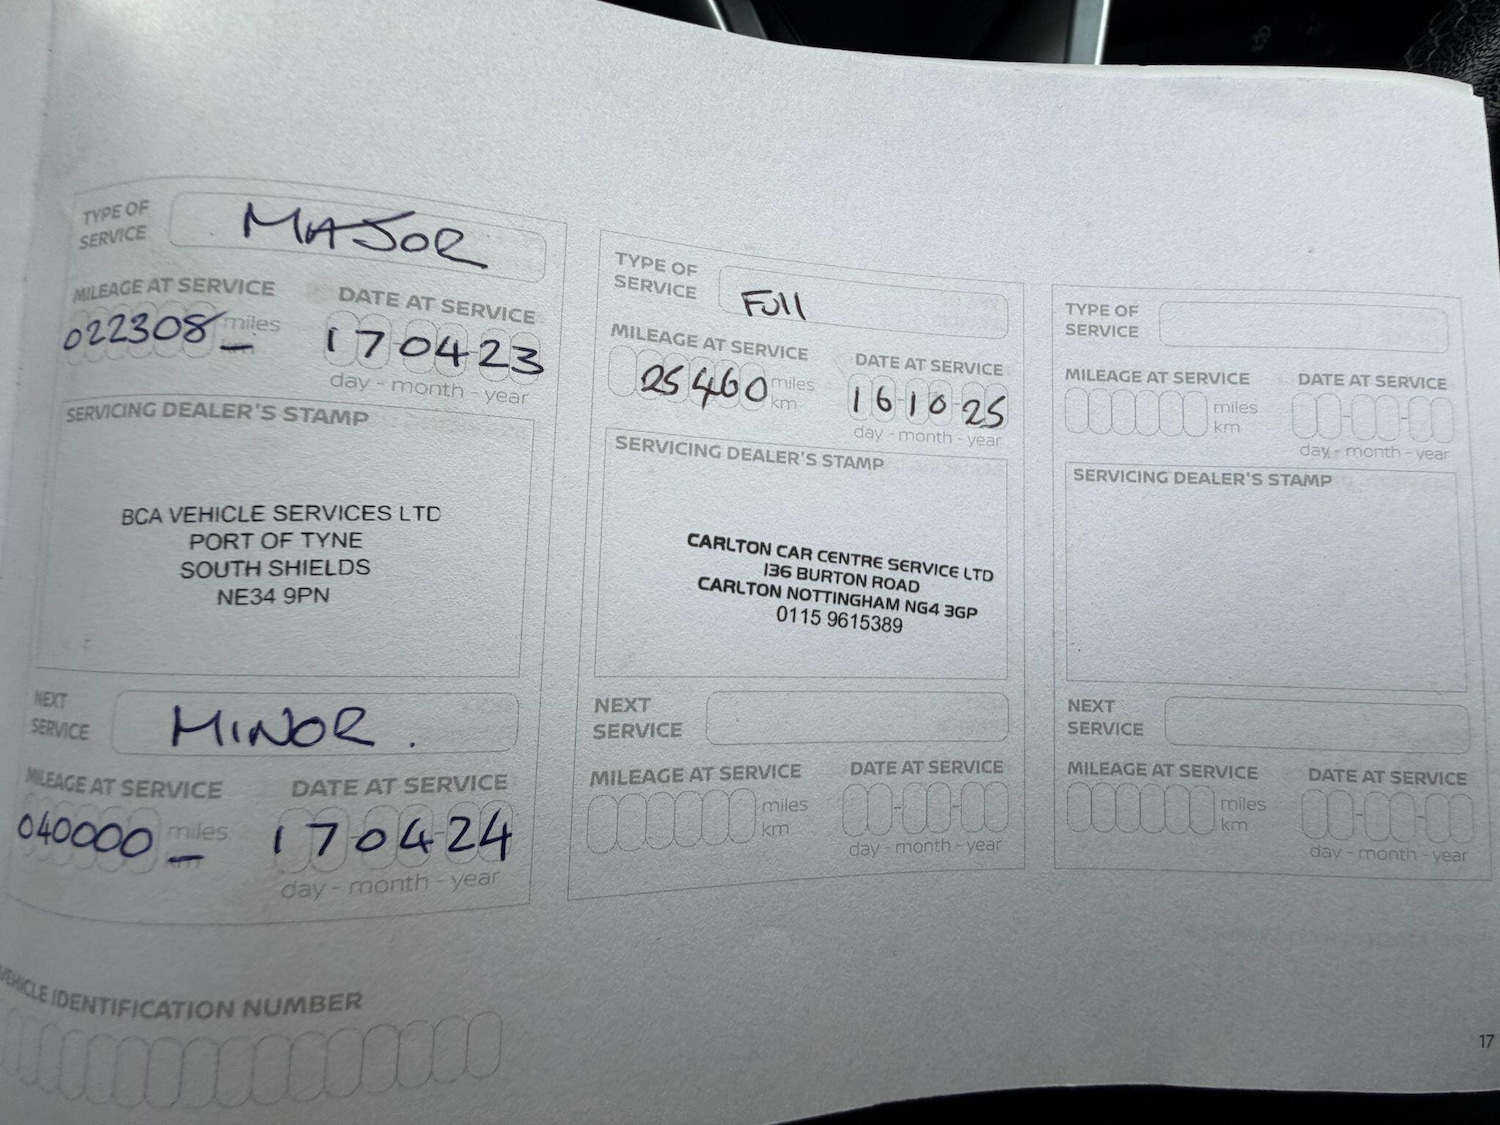 TYPE OF
SERVICE
MAJOR
MILEAGE AT SERVICE
DATE AT SERVICE
022308 miles
170423
day - month - year
SERVICING DEALER'S STAMP
BCA VEHICLE SERVICES LTD
PORT OF TYNE
SOUTH SHIELDS
NE34 9PN
NEXT
SERVICE
MINOR.
MILEAGE AT SERVICE
DATE AT SERVICE
040000 miles
170424
day - month - year
VEHICLE IDENTIFICATION NUMBER
TYPE OF
SERVICE
Full
MILEAGE AT SERVICE
DATE AT SERVICE
25460 miles
km
16-10-25
day - month - year
SERVICING DEALER'S STAMP
CARLTON CAR CENTRE SERVICE LTD
136 BURTON ROAD
CARLTON NOTTINGHAM NG4 3GP
0115 9615389
NEXT
SERVICE
MILEAGE AT SERVICE
DATE AT SERVICE
miles
km
day - month - year
TYPE OF
SERVICE
MILEAGE AT SERVICE
DATE AT SERVICE
miles
km
day - month - year
SERVICING DEALER'S STAMP
NEXT
SERVICE
MILEAGE AT SERVICE
DATE AT SERVICE
miles
km
day - month - year
17